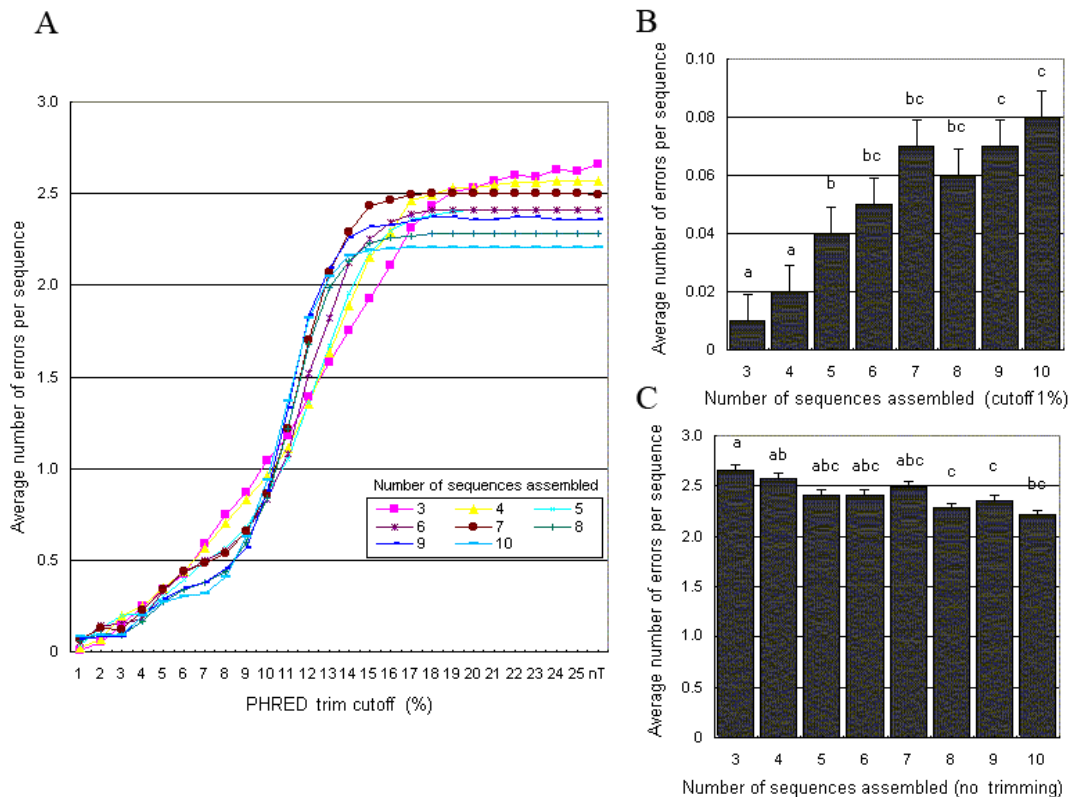 A
3.0
2.5
2.0
1.5
1.0
0.5
0
Average number of errors per sequence
Number of sequences assembled
3 4 5
6 7 8
9 10
1 2 3 4 5 6 7 8 9 10 11 12 13 14 15 16 17 18 19 20 21 22 23 24 25 nT
PHRED trim cutoff (%)
B
0.10
0.08
0.06
0.04
0.02
0
Average number of errors per sequence
a a b bc bc bc c c
3 4 5 6 7 8 9 10
Number of sequences assembled (cutoff 1%)
C
3.0
2.5
2.0
1.5
1.0
0.5
0
Average number of errors per sequence
a ab abc abc abc c c bc
3 4 5 6 7 8 9 10
Number of sequences assembled (no trimming)